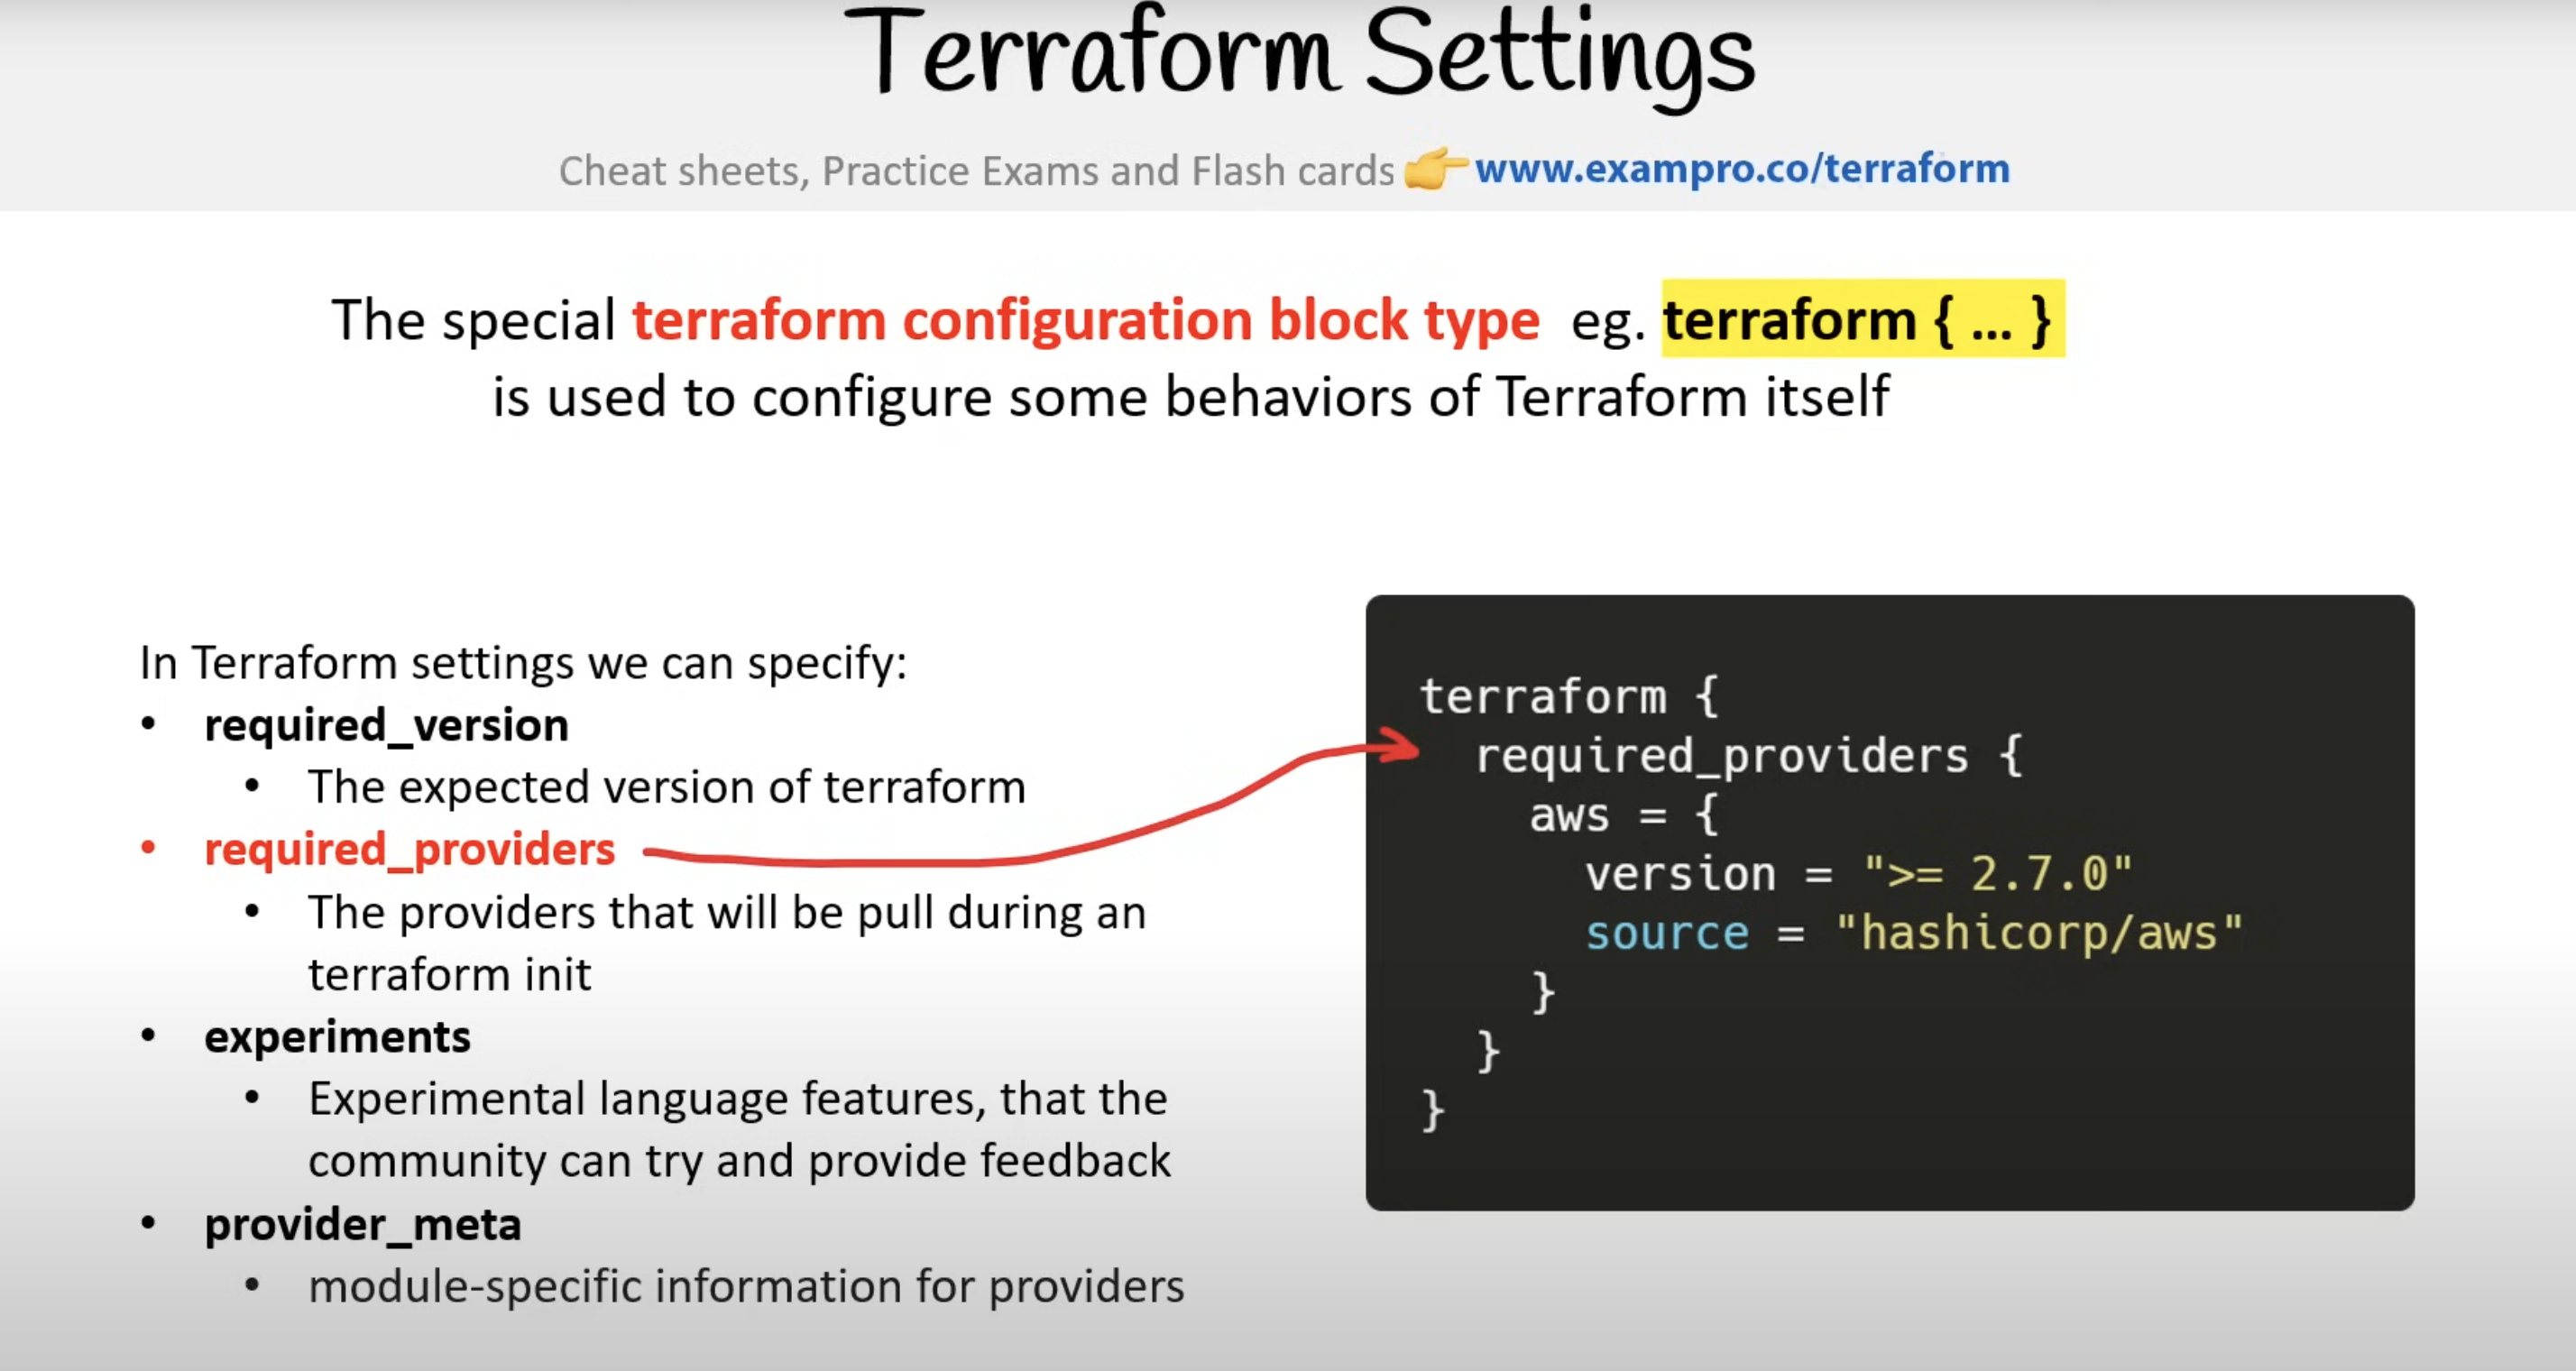 Terraform Settings
Cheat sheets, Practice Exams and Flash cards 👉www.exampro.co/terraform
The special terraform configuration block type eg. terraform { ... }
is used to configure some behaviors of Terraform itself
In Terraform settings we can specify:
• required_version
• The expected version of terraform
• required_providers
• The providers that will be pull during an
terraform init
• experiments
• Experimental language features, that the
community can try and provide feedback
• provider_meta
• module-specific information for providers
terraform {
  required_providers {
    aws = {
      version = ">= 2.7.0"
      source = "hashicorp/aws"
    }
  }
}